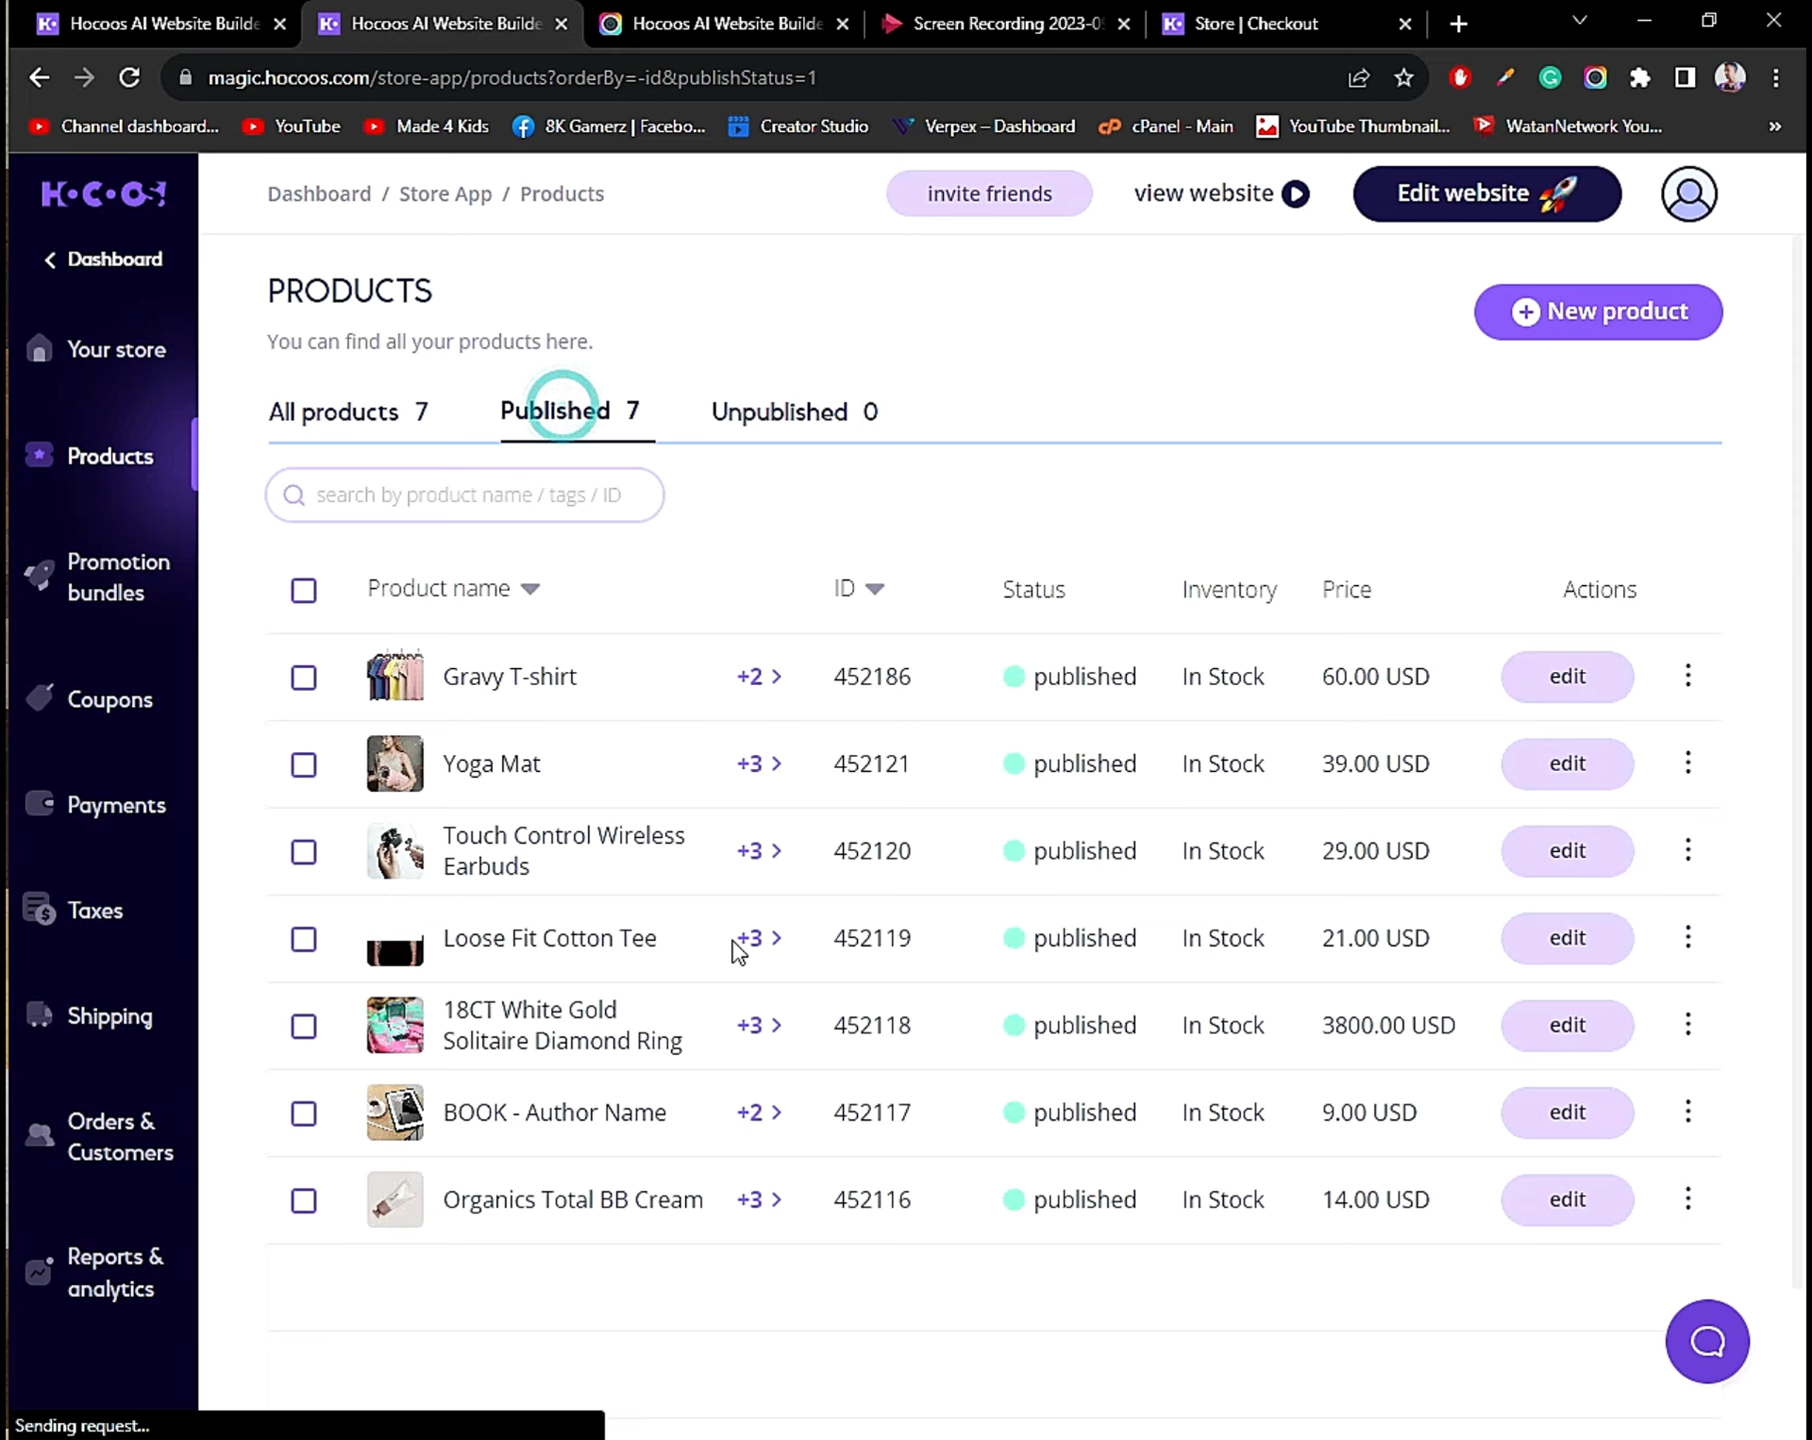 Hocoos AI Website Builde
Hocoos AI Website Builde
Hocoos AI Website Builde
Screen Recording 2023-0
Store | Checkout
magic.hocoos.com/store-app/products?orderBy=-id&publishStatus=1
Channel dashboard...
YouTube
Made 4 Kids
8K Gamerz | Facebo...
Creator Studio
Verpex – Dashboard
cPanel - Main
YouTube Thumbnail...
WatanNetwork You...
»
HOCOOS
Dashboard / Store App / Products
invite friends
view website
Edit website
Dashboard
Your store
Products
Promotion
bundles
Coupons
Payments
Taxes
Shipping
Orders &
Customers
Reports &
analytics
PRODUCTS
New product
You can find all your products here.
All products 7
Published 7
Unpublished 0
search by product name / tags / ID
Product name ID Status Inventory Price Actions
Gravy T-shirt +2 > 452186 published In Stock 60.00 USD edit
Yoga Mat +3 > 452121 published In Stock 39.00 USD edit
Touch Control Wireless
Earbuds +3 > 452120 published In Stock 29.00 USD edit
Loose Fit Cotton Tee +3 > 452119 published In Stock 21.00 USD edit
18CT White Gold
Solitaire Diamond Ring +3 > 452118 published In Stock 3800.00 USD edit
BOOK - Author Name +2 > 452117 published In Stock 9.00 USD edit
Organics Total BB Cream +3 > 452116 published In Stock 14.00 USD edit
Sending request...